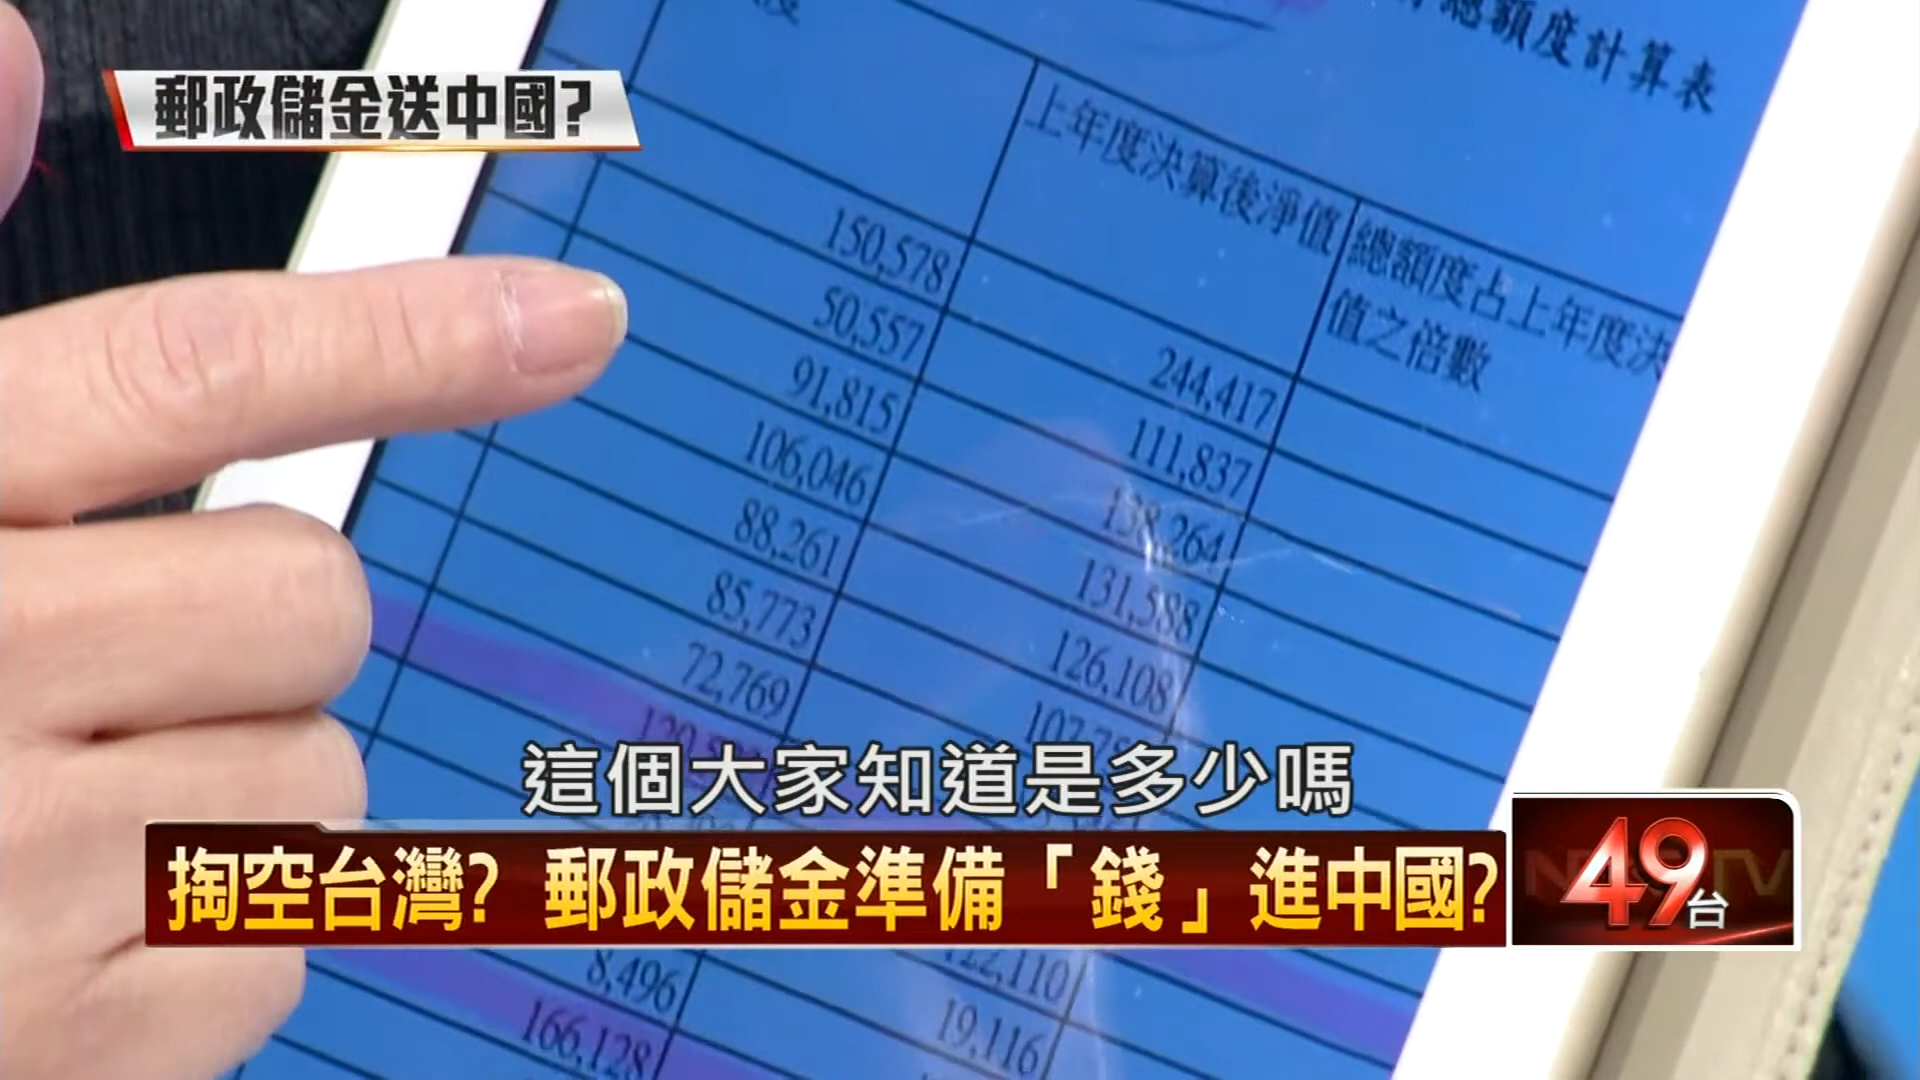 總額度計算表
郵政儲金送中國?
上年度決算後淨值
總額度占上年度決
值之倍數
150,578
244,417
50,557
111,837
91,815
138,264
106,046
131,588
88,261
126,108
85,773
72,769
這個大家知道是多少嗎
掏空台灣? 郵政儲金準備「錢」進中國?
49台
8,496
122,110
166,128
19,116